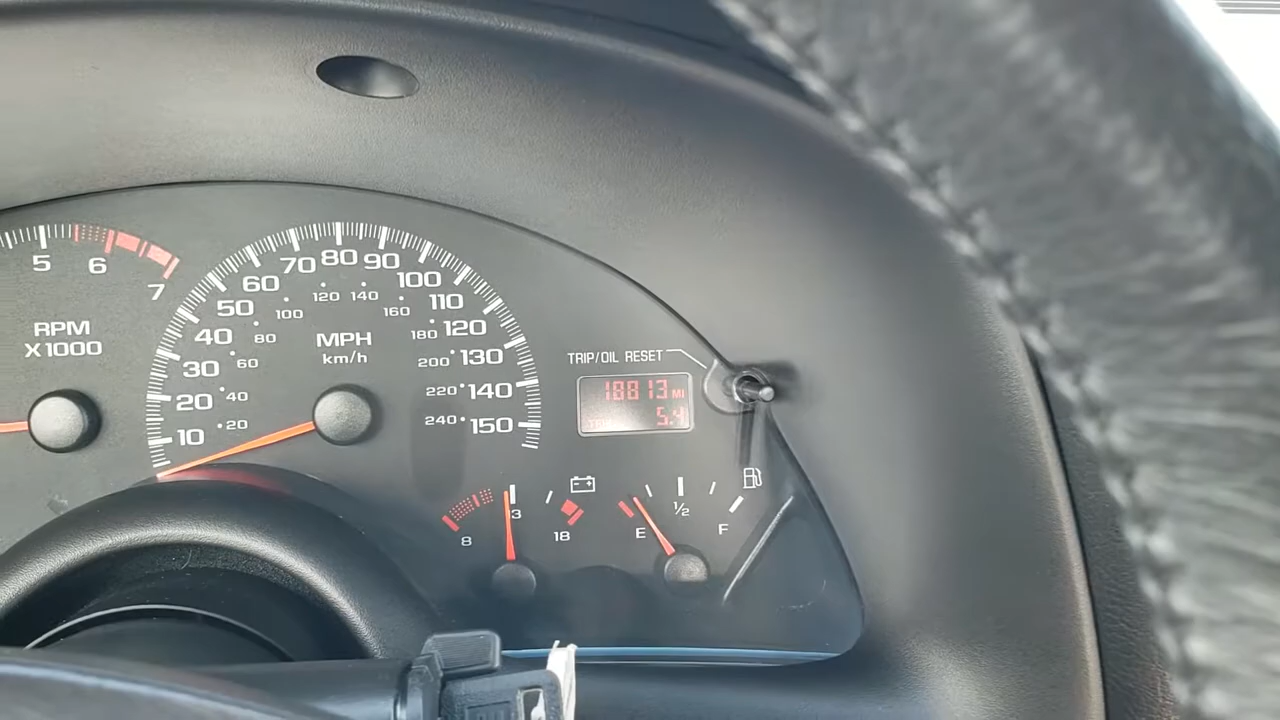 5 6 7
RPM
X1000
10 20 30 40 50 60 70 80 90 100 110 120 130 140 150
20 40 60 80 100 120 140 160 180 200 220 240
MPH
km/h
TRIP/OIL RESET
18813 MI
5.4
8 3 18
E ½ F